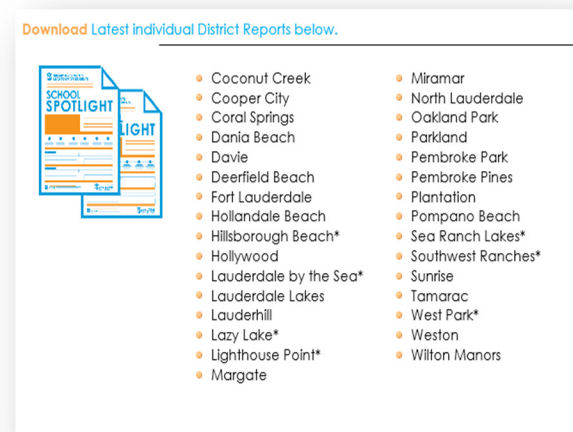 Download Latest individual District Reports below.
SCHOOL
SPOTLIGHT
LIGHT
Coconut Creek
Cooper City
Coral Springs
Dania Beach
Davie
Deerfield Beach
Fort Lauderdale
Hollandale Beach
Hillsborough Beach*
Hollywood
Lauderdale by the Sea*
Lauderdale Lakes
Lauderhill
Lazy Lake*
Lighthouse Point*
Margate
Miramar
North Lauderdale
Oakland Park
Parkland
Pembroke Park
Pembroke Pines
Plantation
Pompano Beach
Sea Ranch Lakes*
Southwest Ranches*
Sunrise
Tamarac
West Park*
Weston
Wilton Manors